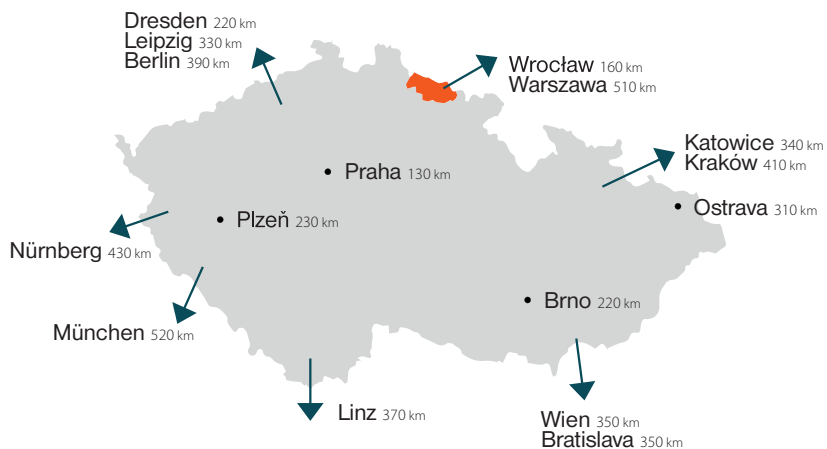 Dresden 220 km
Leipzig 330 km
Berlin 390 km
Wrocław 160 km
Warszawa 510 km
Katowice 340 km
Kraków 410 km
Praha 130 km
Ostrava 310 km
Plzeň 230 km
Nürnberg 430 km
Brno 220 km
München 520 km
Linz 370 km
Wien 350 km
Bratislava 350 km